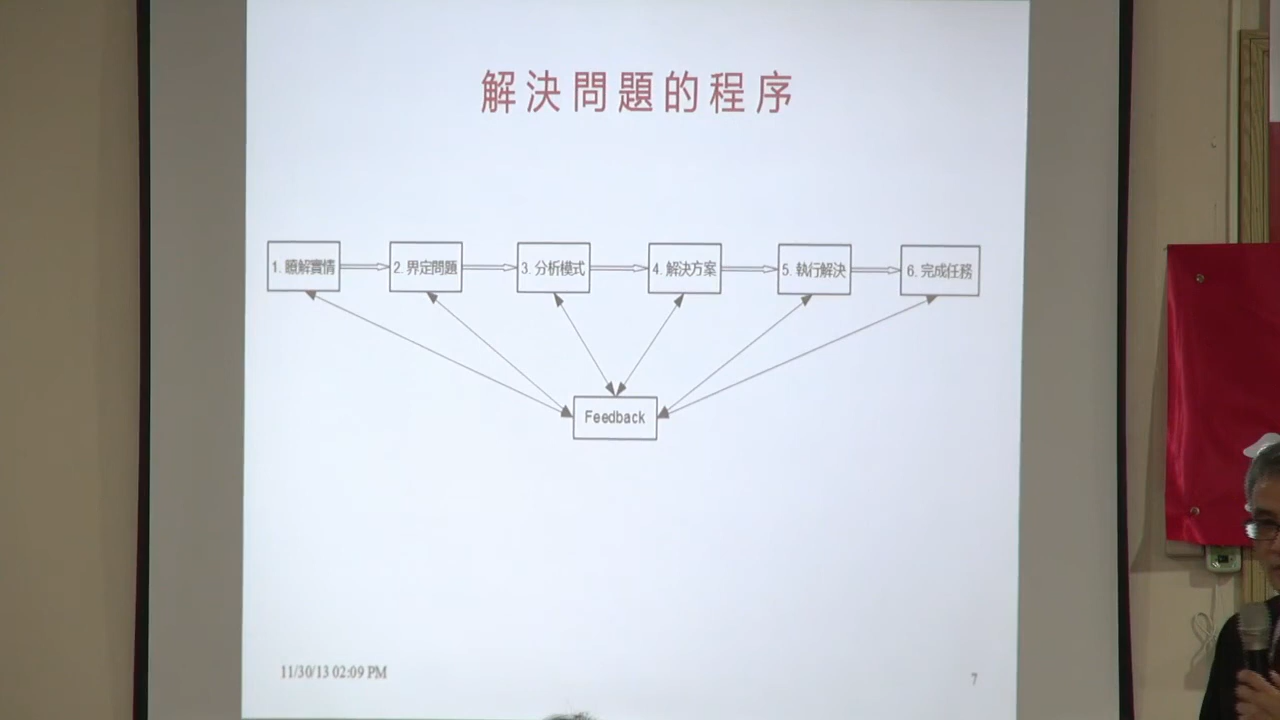 解決問題的程序
1. 瞭解實情
2. 界定問題
3. 分析模式
4. 解決方案
5. 執行解決
6. 完成任務
Feedback
11/30/13 02:09 PM
7